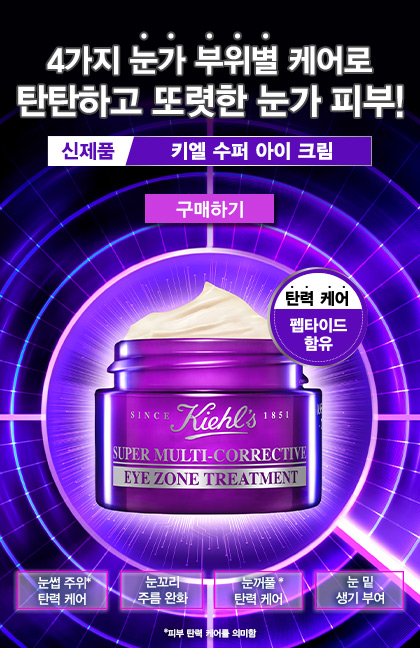 4가지 눈가 부위별 케어로
탄탄하고 또렷한 눈가 피부!
신제품 키엘 수퍼 아이 크림
구매하기
탄력 케어
펩타이드
함유
SINCE Kiehl's 1851
SUPER MULTI-CORRECTIVE
EYE ZONE TREATMENT
눈썹 주위*
탄력 케어
눈꼬리
주름 완화
눈꺼풀*
탄력 케어
눈 밑
생기 부여
*피부 탄력 케어를 의미함